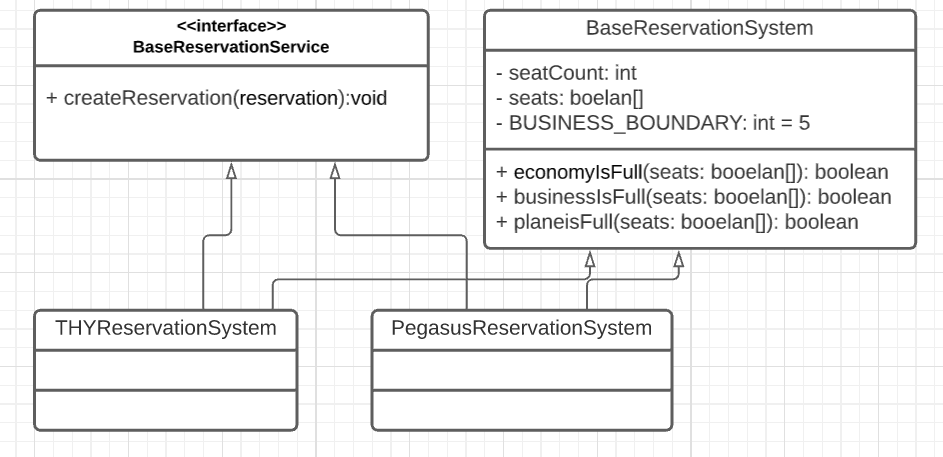 <<interface>>
BaseReservationService
+ createReservation(reservation):void
BaseReservationSystem
- seatCount: int
- seats: boelan[]
- BUSINESS_BOUNDARY: int = 5
+ economyIsFull(seats: booelan[]): boolean
+ businessIsFull(seats: booelan[]): boolean
+ planeisFull(seats: booelan[]): boolean
THYReservationSystem
PegasusReservationSystem